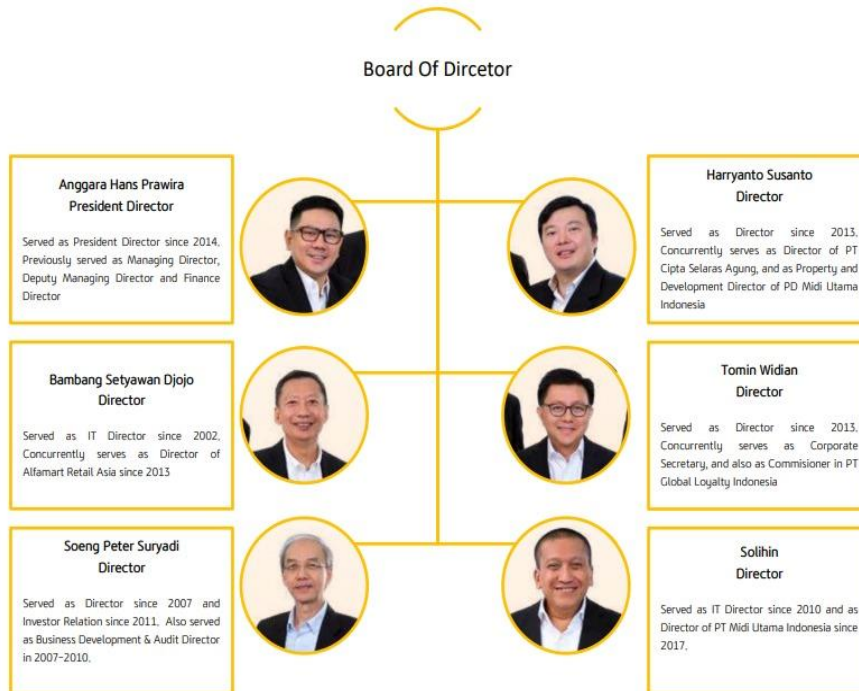 Board Of Dircetor
Anggara Hans Prawira
President Director
Served as President Director since 2014.
Previously served as Managing Director,
Deputy Managing Director and Finance
Director
Harryanto Susanto
Director
Served as Director since 2013.
Concurrently serves as Director of PT
Cipta Selaras Agung, and as Property and
Development Director of PD Midi Utama
Indonesia
Bambang Setyawan Djojo
Director
Served as IT Director since 2002.
Concurrently serves as Director of
Alfamart Retail Asia since 2013
Tomin Widian
Director
Served as Director since 2013.
Concurrently serves as Corporate
Secretary, and also as Commisioner in PT
Global Loyalty Indonesia
Soeng Peter Suryadi
Director
Served as Director since 2007 and
Investor Relation since 2011. Also served
as Business Development & Audit Director
in 2007-2010.
Solihin
Director
Served as IT Director since 2010 and as
Director of PT Midi Utama Indonesia since
2017.